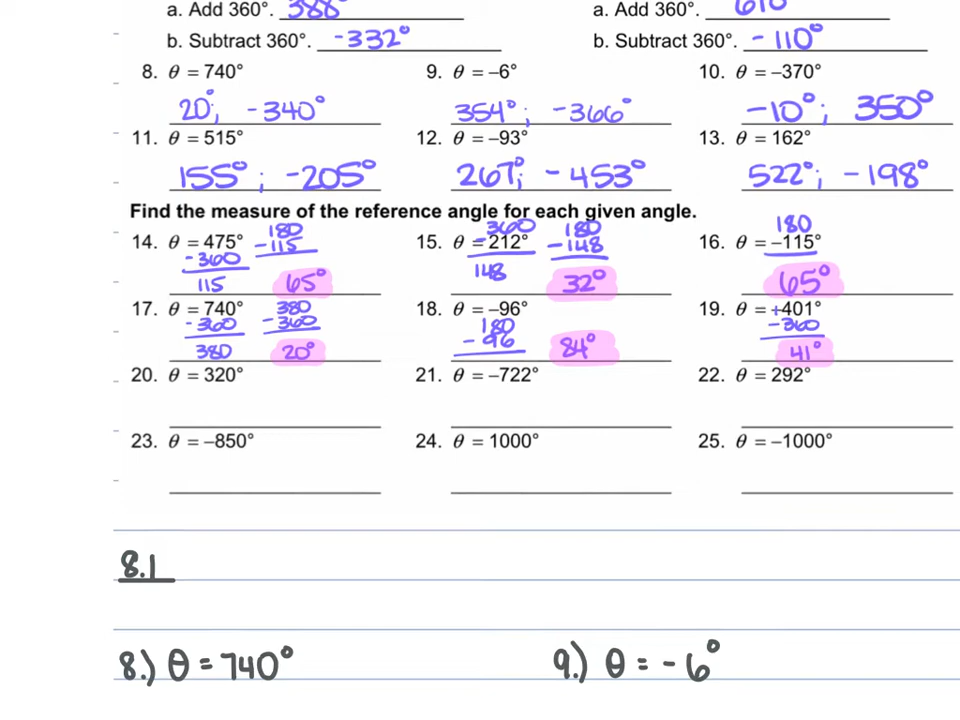 a. Add 360°. 388° a. Add 360°. 610
b. Subtract 360°. -332° b. Subtract 360°. -110°
8. θ = 740° 9. θ = –6° 10. θ = –370°
20°; -340° 354°; -366° -10°; 350°
11. θ = 515° 12. θ = –93° 13. θ = 162°
155°; -205° 267°; -453° 522°; -198°
Find the measure of the reference angle for each given angle.
180 -360 180 180
14. θ = 475° -115 15. θ = 212° -148 16. θ = –115°
-360 148
115 65° 32° 65°
17. θ = 740° 380 18. θ = –96° 19. θ = +401°
-360 -360 180 -360
380 20° -96 84° 41°
20. θ = 320° 21. θ = –722° 22. θ = 292°
23. θ = –850° 24. θ = 1000° 25. θ = –1000°
8.1
8.) θ = 740° 9.) θ = -6°